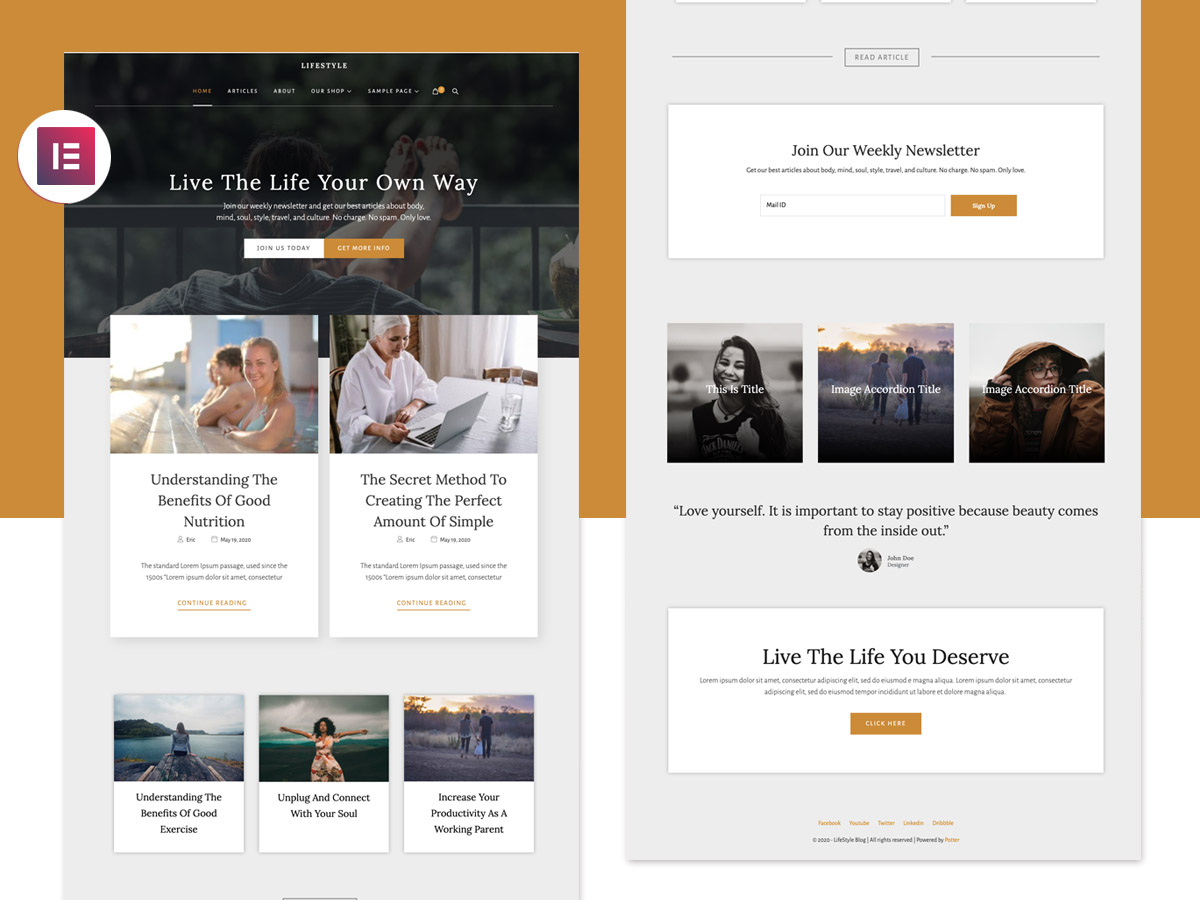 LIFESTYLE
HOME ARTICLES ABOUT OUR SHOP SAMPLE PAGE
Live The Life Your Own Way
Join our weekly newsletter and get our best articles about body,
mind, soul, style, travel, and culture. No charge. No spam. Only love.
JOIN US TODAY GET MORE INFO
Understanding The
Benefits Of Good
Nutrition
Eric May 19, 2020
The standard Lorem Ipsum passage, used since the
1500s "Lorem ipsum dolor sit amet, consectetur
CONTINUE READING
The Secret Method To
Creating The Perfect
Amount Of Simple
Eric May 19, 2020
The standard Lorem Ipsum passage, used since the
1500s "Lorem ipsum dolor sit amet, consectetur
CONTINUE READING
Understanding The
Benefits Of Good
Exercise
Unplug And Connect
With Your Soul
Increase Your
Productivity As A
Working Parent
READ ARTICLE
Join Our Weekly Newsletter
Get our best articles about body, mind, soul, style, travel, and culture. No charge. No spam. Only love.
Mail ID Sign Up
This Is Title
Image Accordion Title
Image Accordion Title
JACK DANIEL'S
“Love yourself. It is important to stay positive because beauty comes
from the inside out.”
John Doe
Designer
Live The Life You Deserve
Lorem ipsum dolor sit amet, consectetur adipiscing elit, sed do eiusmod e magna aliqua. Lorem ipsum dolor sit amet, consectetur
adipiscing elit, sed do eiusmod tempor incididunt ut labore et dolore magna aliqua.
CLICK HERE
Facebook Youtube Twitter Linkedin Dribbble
© 2020 - LifeStyle Blog | All rights reserved | Powered by Potter